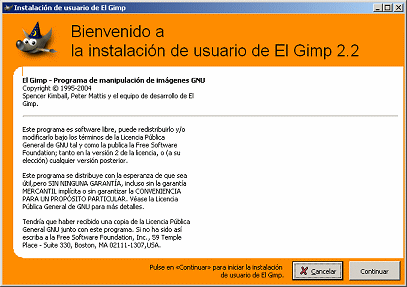 Instalación de usuario de El Gimp
Bienvenido a
la instalación de usuario de El Gimp 2.2
El Gimp - Programa de manipulación de imágenes GNU
Copyright © 1995-2004
Spencer Kimball, Peter Mattis y el equipo de desarrollo de El
Gimp.
Este programa es software libre, puede redistribuirlo y/o
modificarlo bajo los términos de la Licencia Pública
General de GNU tal y como la publica la Free Software
Foundation; tanto en la versión 2 de la licencia, o (a su
elección) cualquier versión posterior.
Este programa se distribuye con la esperanza de que sea
útil,pero SIN NINGUNA GARANTÍA, incluso sin la garantía
MERCANTIL implícita o sin garantizar la CONVENIENCIA
PARA UN PROPÓSITO PARTICULAR. Véase la Licencia
Pública General de GNU para más detalles.
Tendría que haber recibido una copia de la Licencia Pública
General GNU junto con este programa. Si no ha sido así
escriba a la Free Software Foundation, Inc., 59 Temple
Place - Suite 330, Boston, MA 02111-1307,USA.
Pulse en «Continuar» para iniciar la instalación
de usuario de El Gimp.
Cancelar
Continuar